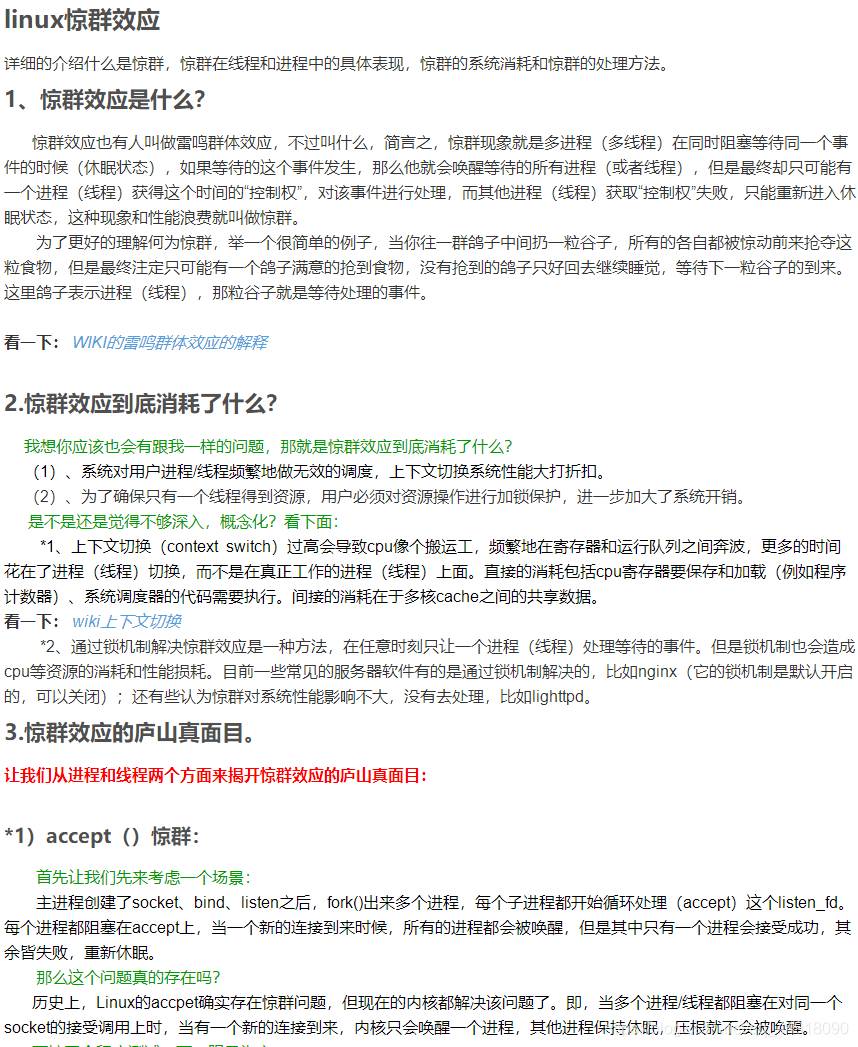 linux惊群效应
详细的介绍什么是惊群，惊群在线程和进程中的具体表现，惊群的系统消耗和惊群的处理方法。
1、惊群效应是什么？
惊群效应也有人叫做雷鸣群体效应，不过叫什么，简言之，惊群现象就是多进程（多线程）在同时阻塞等待同一个事
件的时候（休眠状态），如果等待的这个事件发生，那么他就会唤醒等待的所有进程（或者线程），但是最终却只可能有
一个进程（线程）获得这个时间的“控制权”，对该事件进行处理，而其他进程（线程）获取“控制权”失败，只能重新进入休
眠状态，这种现象和性能浪费就叫做惊群。
为了更好的理解何为惊群，举一个很简单的例子，当你往一群鸽子中间扔一粒谷子，所有的各自都被惊动前来抢夺这
粒食物，但是最终注定只可能有一个鸽子满意的抢到食物，没有抢到的鸽子只好回去继续睡觉，等待下一粒谷子的到来。
这里鸽子表示进程（线程），那粒谷子就是等待处理的事件。
看一下： WIKI的雷鸣群体效应的解释
2.惊群效应到底消耗了什么？
我想你应该也会有跟我一样的问题，那就是惊群效应到底消耗了什么？
（1）、系统对用户进程/线程频繁地做无效的调度，上下文切换系统性能大打折扣。
（2）、为了确保只有一个线程得到资源，用户必须对资源操作进行加锁保护，进一步加大了系统开销。
是不是还是觉得不够深入，概念化？看下面：
*1、上下文切换（context switch）过高会导致cpu像个搬运工，频繁地在寄存器和运行队列之间奔波，更多的时间
花在了进程（线程）切换，而不是在真正工作的进程（线程）上面。直接的消耗包括cpu寄存器要保存和加载（例如程序
计数器）、系统调度器的代码需要执行。间接的消耗在于多核cache之间的共享数据。
看一下： wiki上下文切换
*2、通过锁机制解决惊群效应是一种方法，在任意时刻只让一个进程（线程）处理等待的事件。但是锁机制也会造成
cpu等资源的消耗和性能损耗。目前一些常见的服务器软件有的是通过锁机制解决的，比如nginx（它的锁机制是默认开启
的，可以关闭）；还有些认为惊群对系统性能影响不大，没有去处理，比如lighttpd。
3.惊群效应的庐山真面目。
让我们从进程和线程两个方面来揭开惊群效应的庐山真面目：
*1）accept（）惊群：
首先让我们先来考虑一个场景：
主进程创建了socket、bind、listen之后，fork()出来多个进程，每个子进程都开始循环处理（accept）这个listen_fd。
每个进程都阻塞在accept上，当一个新的连接到来时候，所有的进程都会被唤醒，但是其中只有一个进程会接受成功，其
余皆失败，重新休眠。
那么这个问题真的存在吗？
历史上，Linux的accpet确实存在惊群问题，但现在的内核都解决该问题了。即，当多个进程/线程都阻塞在对同一个
socket的接受调用上时，当有一个新的连接到来，内核只会唤醒一个进程，其他进程保持休眠，压根就不会被唤醒。